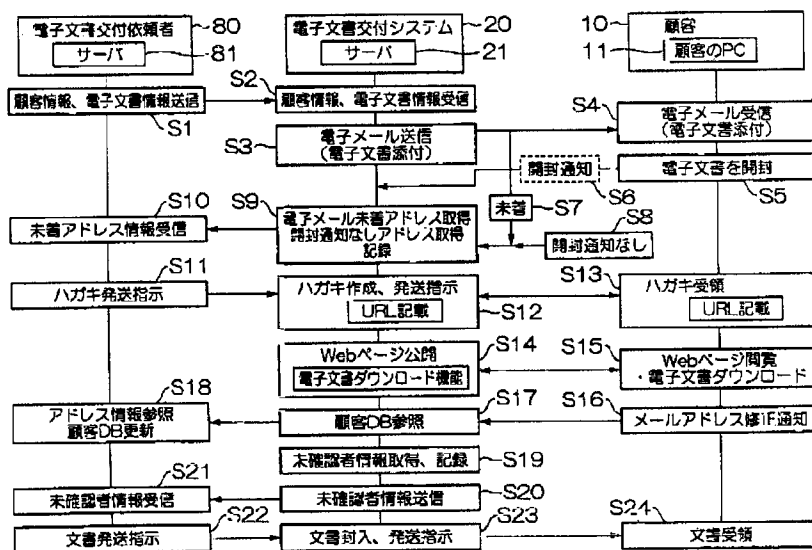 電子文書交付依頼者
80
サーバ
81
電子文書交付システム
20
サーバ
21
10
顧客
11
顧客のPC
顧客情報、電子文書情報送信
S1
S2
顧客情報、電子文書情報受信
S3
電子メール送信
(電子文書添付)
S4
電子メール受信
(電子文書添付)
開封通知
S6
電子文書を開封
S5
S7
未着
S8
開封通知なし
S9
電子メール未着アドレス取得
開封通知なしアドレス取得
記録
S10
未着アドレス情報受信
S11
ハガキ発送指示
ハガキ作成、発送指示
URL記載
S12
S13
ハガキ受領
URL記載
S14
Webページ公開
電子文書ダウンロード機能
S15
Webページ閲覧
・電子文書ダウンロード
S16
メールアドレス修正通知
S17
顧客DB参照
S18
アドレス情報参照
顧客DB更新
未確認者情報取得、記録
S19
未確認者情報送信
S20
S21
未確認者情報受信
文書発送指示
S22
文書封入、発送指示
S23
S24
文書受領